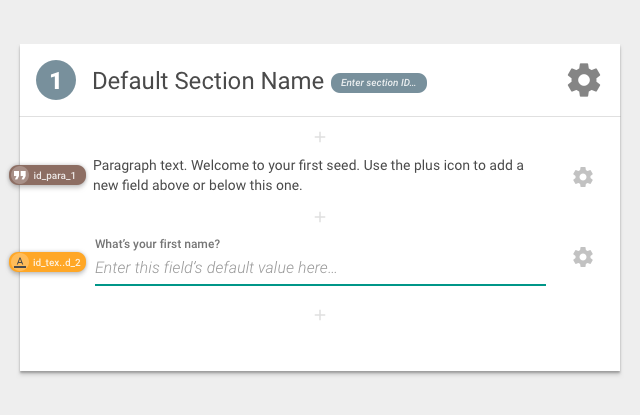 1
Default Section Name
Enter section ID...
id_para_1
Paragraph text. Welcome to your first seed. Use the plus icon to add a
new field above or below this one.
What's your first name?
A
id_tex..d_2
Enter this field's default value here...